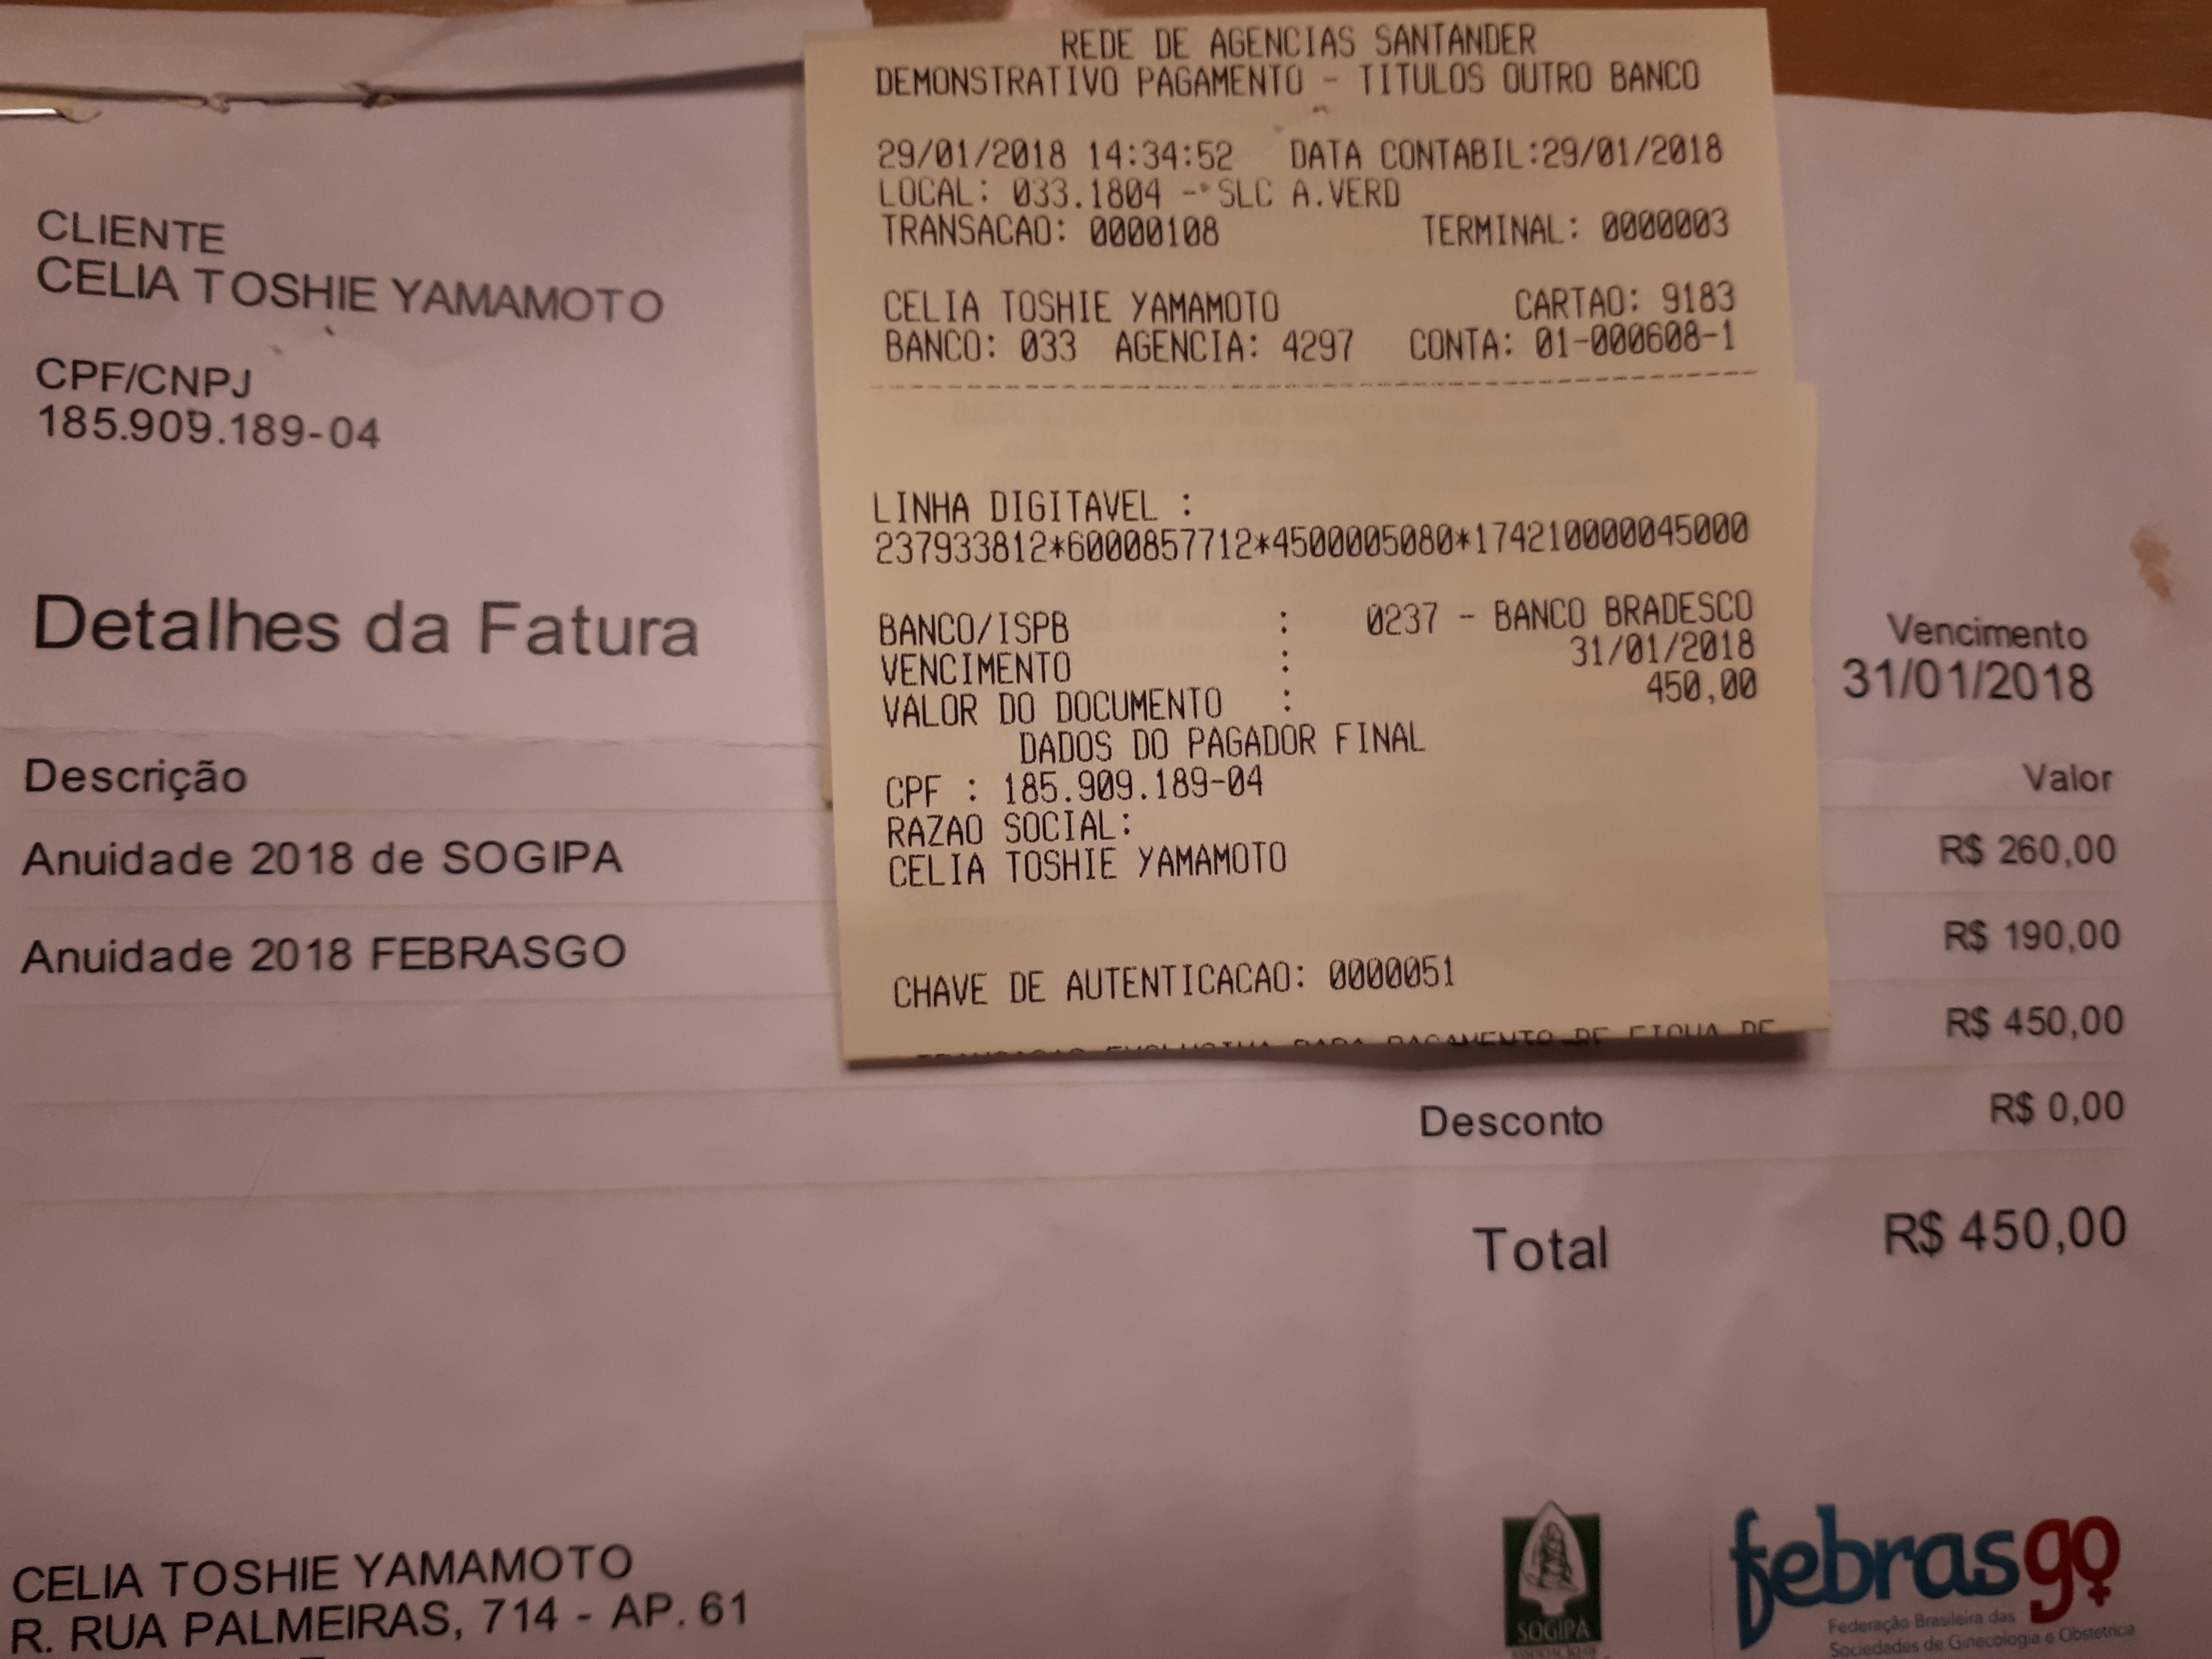 REDE DE AGENCIAS SANTANDER
DEMONSTRATIVO PAGAMENTO - TITULOS OUTRO BANCO
29/01/2018 14:34:52 DATA CONTABIL:29/01/2018
LOCAL: 033.1804 - SLC A.VERD
TRANSACAO: 0000108 TERMINAL: 0000003
CELIA TOSHIE YAMAMOTO CARTAO: 9183
BANCO: 033 AGENCIA: 4297 CONTA: 01-000608-1
LINHA DIGITAVEL :
237933812*6000857712*4500005080*174210000045000
BANCO/ISPB : 0237 - BANCO BRADESCO
VENCIMENTO : 31/01/2018
VALOR DO DOCUMENTO : 450,00
DADOS DO PAGADOR FINAL
CPF : 185.909.189-04
RAZAO SOCIAL:
CELIA TOSHIE YAMAMOTO
CHAVE DE AUTENTICACAO: 0000051
TRANSACAO EXCLUSIVA PARA PAGAMENTO DE FICHA DE
CLIENTE
CELIA TOSHIE YAMAMOTO
CPF/CNPJ
185.909.189-04
Detalhes da Fatura
Vencimento
31/01/2018
Descrição Valor
Anuidade 2018 de SOGIPA R$ 260,00
Anuidade 2018 FEBRASGO R$ 190,00
R$ 450,00
Desconto R$ 0,00
Total R$ 450,00
CELIA TOSHIE YAMAMOTO
R. RUA PALMEIRAS, 714 - AP. 61
SOGIPA
febrasgo
Federação Brasileira das
Sociedades de Ginecologia e Obstetrícia